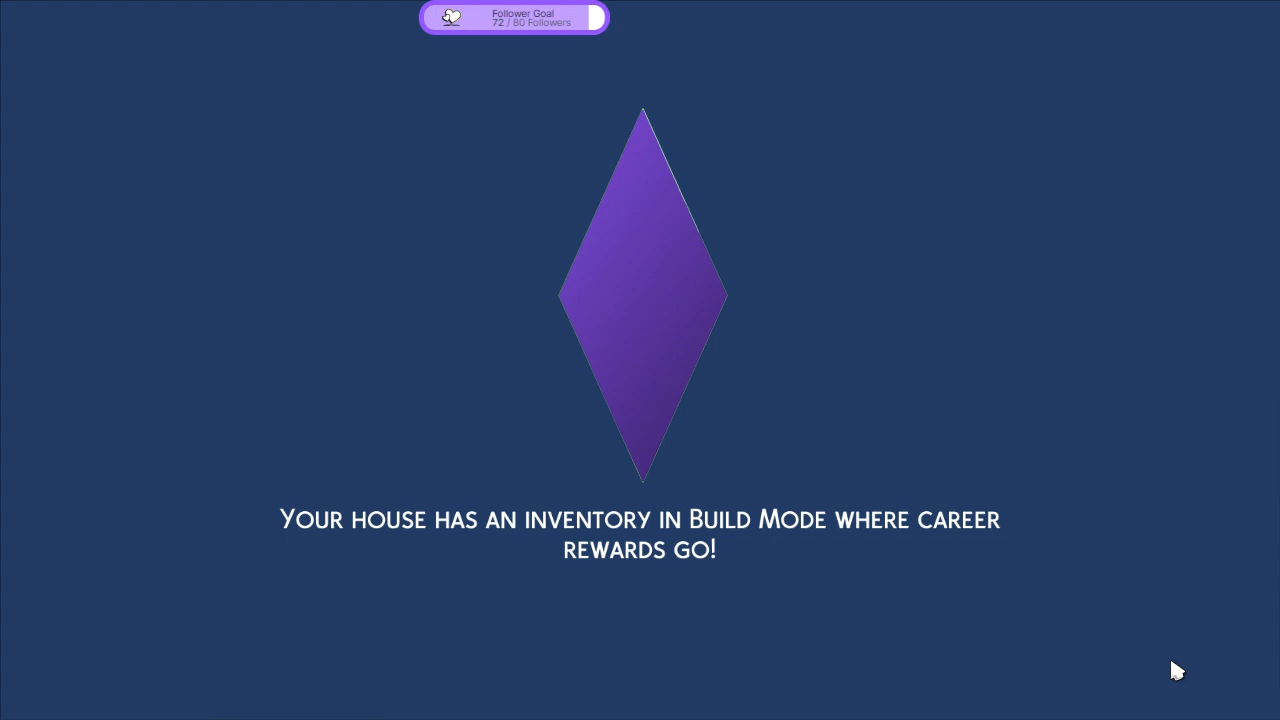 Follower Goal
72 / 80 Followers
Your house has an inventory in Build Mode where career
rewards go!